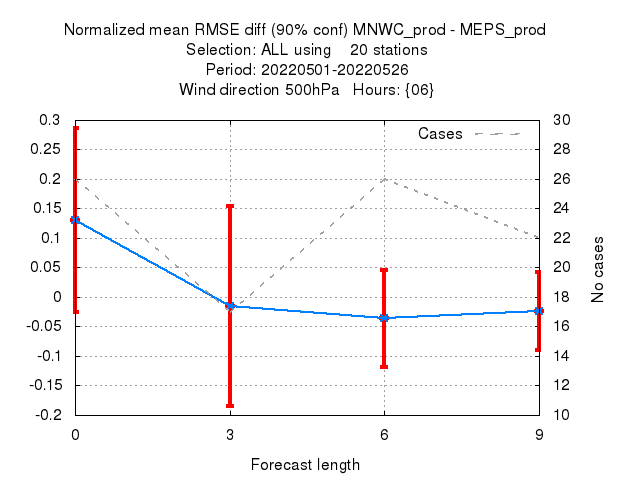 Normalized mean RMSE diff (90% conf) MNWC_prod - MEPS_prod
Selection: ALL using    20 stations
Period: 20220501-20220526
Wind direction 500hPa   Hours: {06}
Cases
0.3
0.25
0.2
0.15
0.1
0.05
0
-0.05
-0.1
-0.15
-0.2
30
28
26
24
22
20
18
16
14
12
10
No cases
0 3 6 9
Forecast length